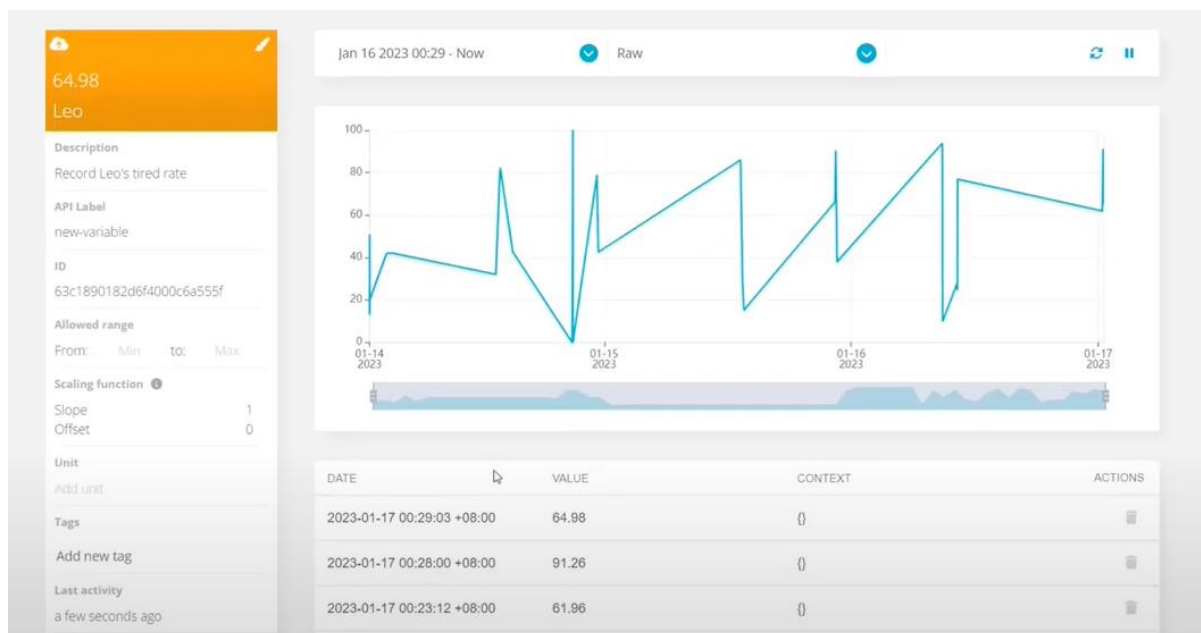 64.98
Leo
Description
Record Leo's tired rate
API Label
new-variable
ID
63c1890182d6f4000c6a555f
Allowed range
From: Min to: Max
Scaling function
Slope 1
Offset 0
Unit
Add unit
Tags
Add new tag
Last activity
a few seconds ago
Jan 16 2023 00:29 - Now Raw
100
80
60
40
20
0
01-14 01-15 01-16 01-17
2023 2023 2023 2023
DATE VALUE CONTEXT ACTIONS
2023-01-17 00:29:03 +08:00 64.98 {}
2023-01-17 00:28:00 +08:00 91.26 {}
2023-01-17 00:23:12 +08:00 61.96 {}